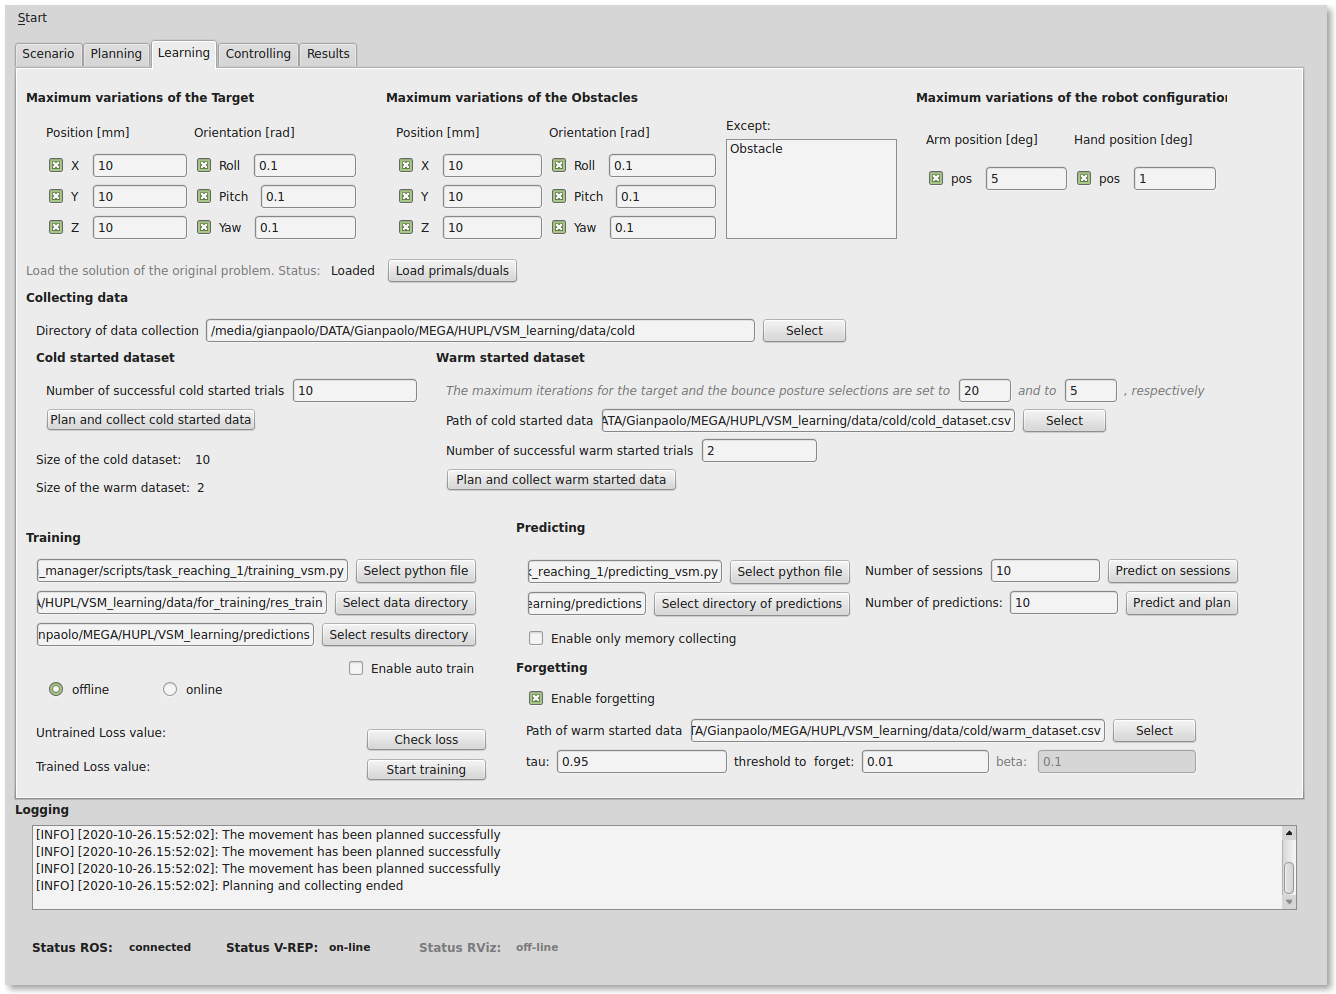 Start
Scenario Planning Learning Controlling Results
Maximum variations of the Target
Position [mm] Orientation [rad]
X 10 Roll 0.1
Y 10 Pitch 0.1
Z 10 Yaw 0.1
Maximum variations of the Obstacles
Position [mm] Orientation [rad]
X 10 Roll 0.1
Y 10 Pitch 0.1
Z 10 Yaw 0.1
Except:
Obstacle
Maximum variations of the robot configuration
Arm position [deg] Hand position [deg]
pos 5 pos 1
Load the solution of the original problem. Status: Loaded Load primals/duals
Collecting data
Directory of data collection /media/gianpaolo/DATA/Gianpaolo/MEGA/HUPL/VSM_learning/data/cold Select
Cold started dataset
Number of successful cold started trials 10
Plan and collect cold started data
Size of the cold dataset: 10
Size of the warm dataset: 2
Warm started dataset
The maximum iterations for the target and the bounce posture selections are set to 20 and to 5 , respectively
Path of cold started data ATA/Gianpaolo/MEGA/HUPL/VSM_learning/data/cold/cold_dataset.csv Select
Number of successful warm started trials 2
Plan and collect warm started data
Training
_manager/scripts/task_reaching_1/training_vsm.py Select python file
/HUPL/VSM_learning/data/for_training/res_train Select data directory
npaolo/MEGA/HUPL/VSM_learning/predictions Select results directory
Enable auto train
offline online
Untrained Loss value: Check loss
Trained Loss value: Start training
Predicting
k_reaching_1/predicting_vsm.py Select python file Number of sessions 10 Predict on sessions
earning/predictions Select directory of predictions Number of predictions: 10 Predict and plan
Enable only memory collecting
Forgetting
Enable forgetting
Path of warm started data TA/Gianpaolo/MEGA/HUPL/VSM_learning/data/cold/warm_dataset.csv Select
tau: 0.95 threshold to forget: 0.01 beta: 0.1
Logging
[INFO] [2020-10-26.15:52:02]: The movement has been planned successfully
[INFO] [2020-10-26.15:52:02]: The movement has been planned successfully
[INFO] [2020-10-26.15:52:02]: The movement has been planned successfully
[INFO] [2020-10-26.15:52:02]: Planning and collecting ended
Status ROS: connected Status V-REP: on-line Status RViz: off-line